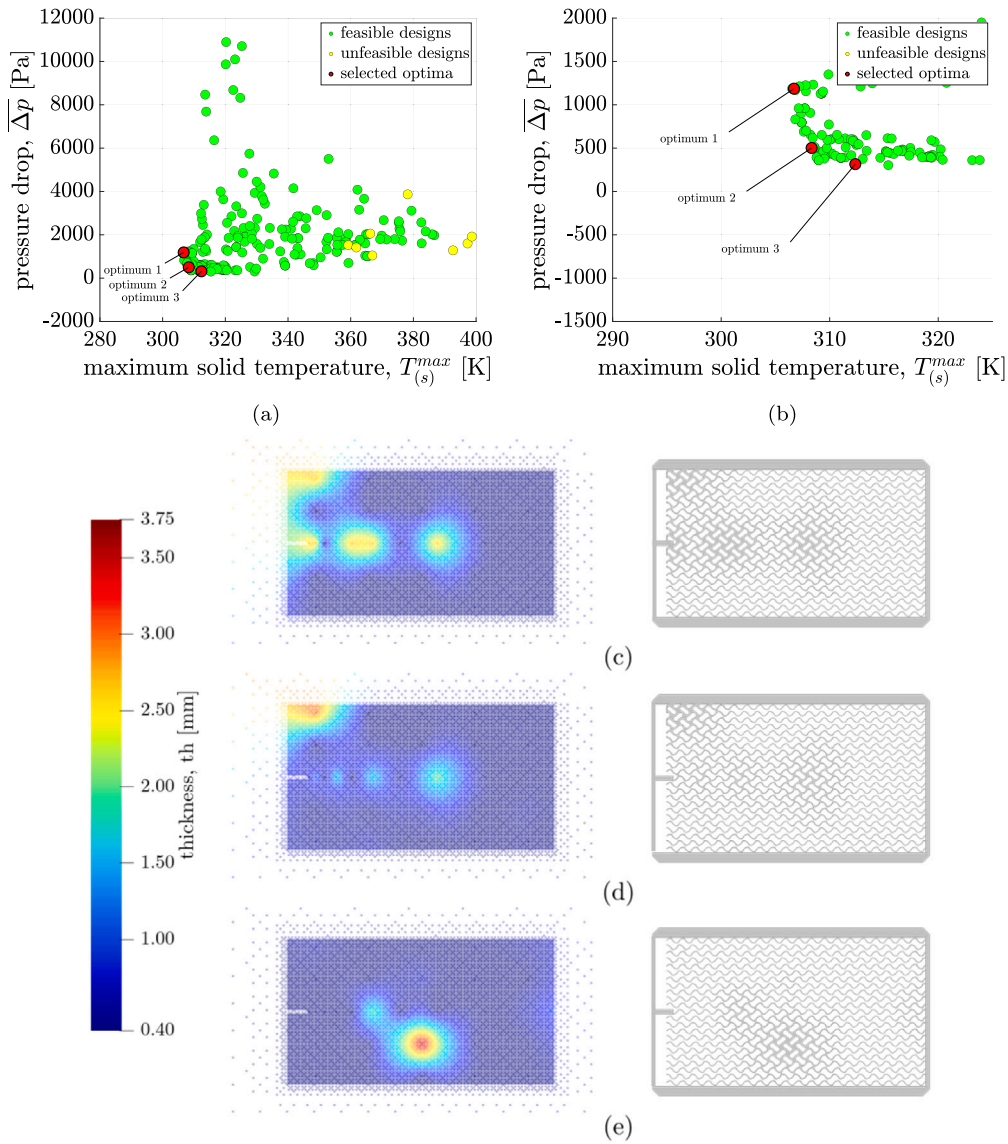 12000
10000
8000
6000
4000
2000
0
-2000
pressure drop, Δp [Pa]
feasible designs
unfeasible designs
selected optima
optimum 1
optimum 2
optimum 3
280 300 320 340 360 380 400
maximum solid temperature, T(s)^max [K]
(a)
2000
1500
1000
500
0
-500
-1000
-1500
pressure drop, Δp [Pa]
feasible designs
unfeasible designs
selected optima
optimum 1
optimum 2
optimum 3
290 300 310 320
maximum solid temperature, T(s)^max [K]
(b)
3.75
3.50
3.00
2.50
2.00
1.50
1.00
0.40
thickness, th [mm]
(c)
(d)
(e)